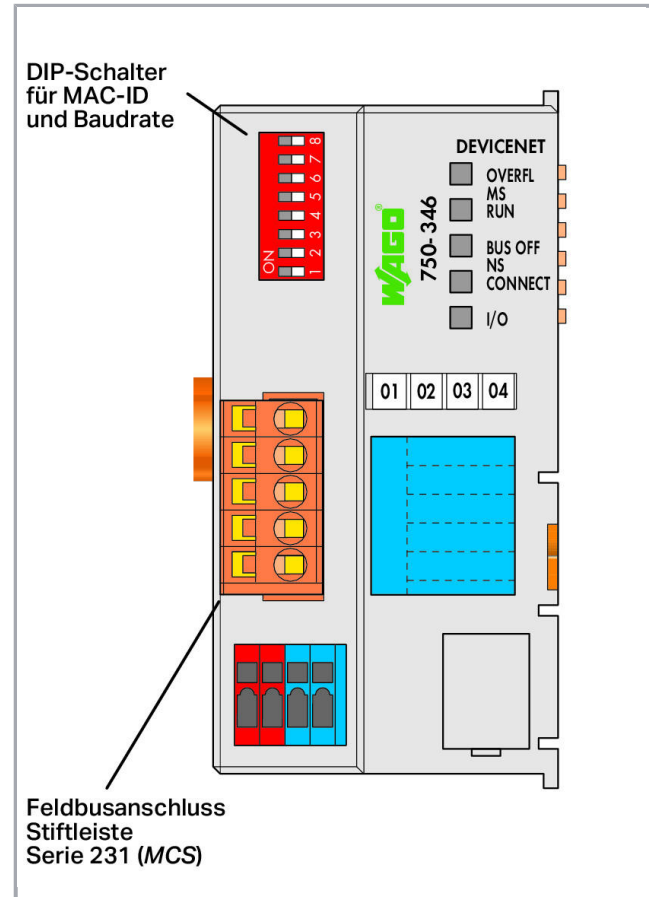 DIP-Schalter
für MAC-ID
und Baudrate
ON
1 2 3 4 5 6 7 8
WAGO®
750-346
DEVICENET
OVERFL
MS
RUN
BUS OFF
NS
CONNECT
I/O
01 02 03 04
Feldbusanschluss
Stiftleiste
Serie 231 (MCS)